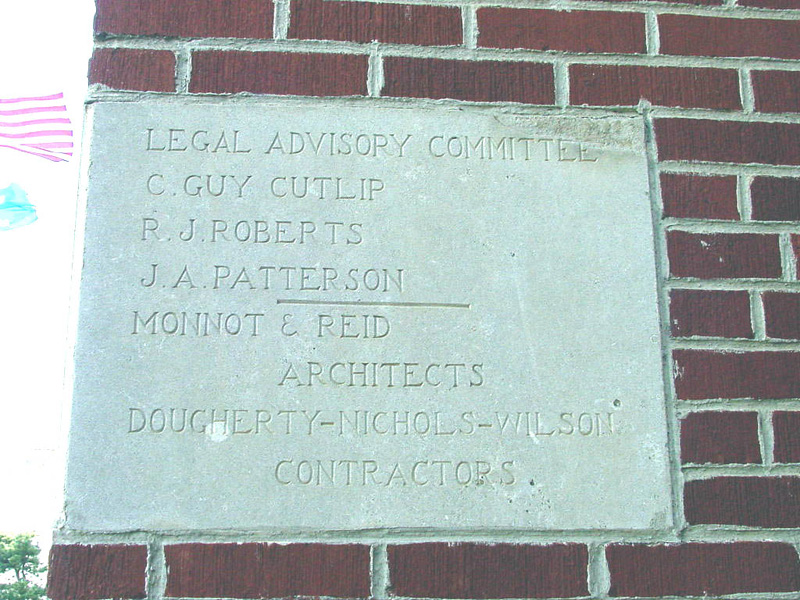 LEGAL ADVISORY COMMITTEE
C. GUY CUTLIP
R. J. ROBERTS
J. A. PATTERSON
MONNOT & REID
ARCHITECTS
DOUGHERTY-NICHOLS-WILSON
CONTRACTORS